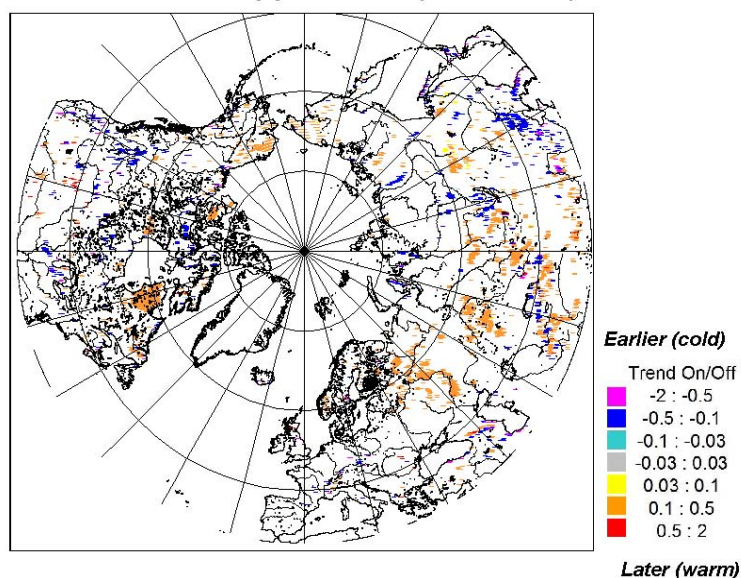 Earlier (cold)
Trend On/Off
-2 : -0.5
-0.5 : -0.1
-0.1 : -0.03
-0.03 : 0.03
0.03 : 0.1
0.1 : 0.5
0.5 : 2
Later (warm)